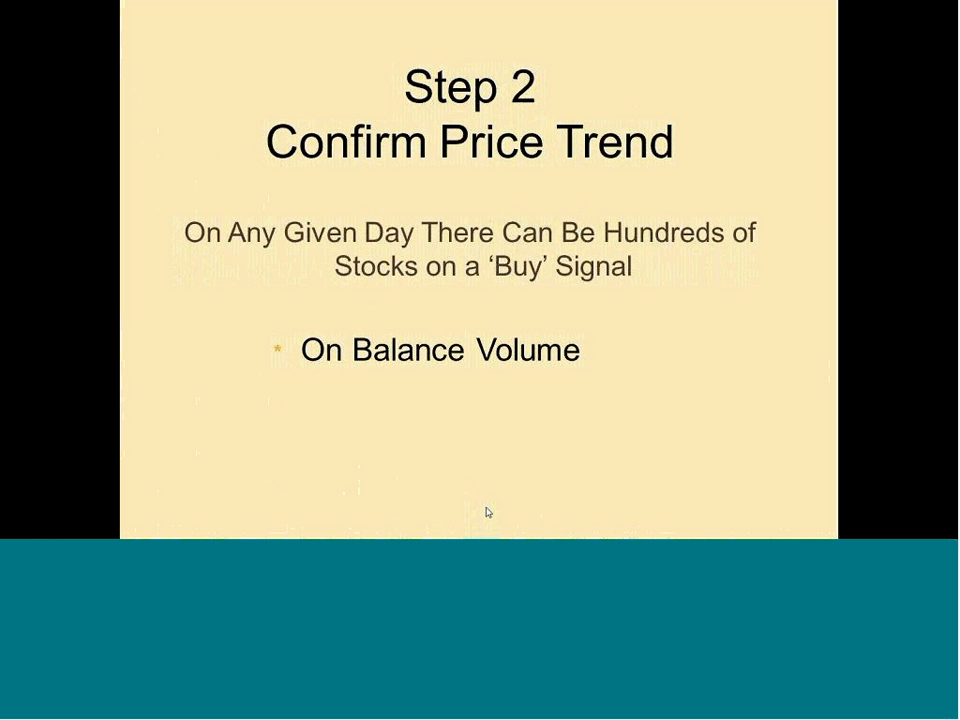 Step 2
Confirm Price Trend
On Any Given Day There Can Be Hundreds of
Stocks on a ‘Buy’ Signal
* On Balance Volume